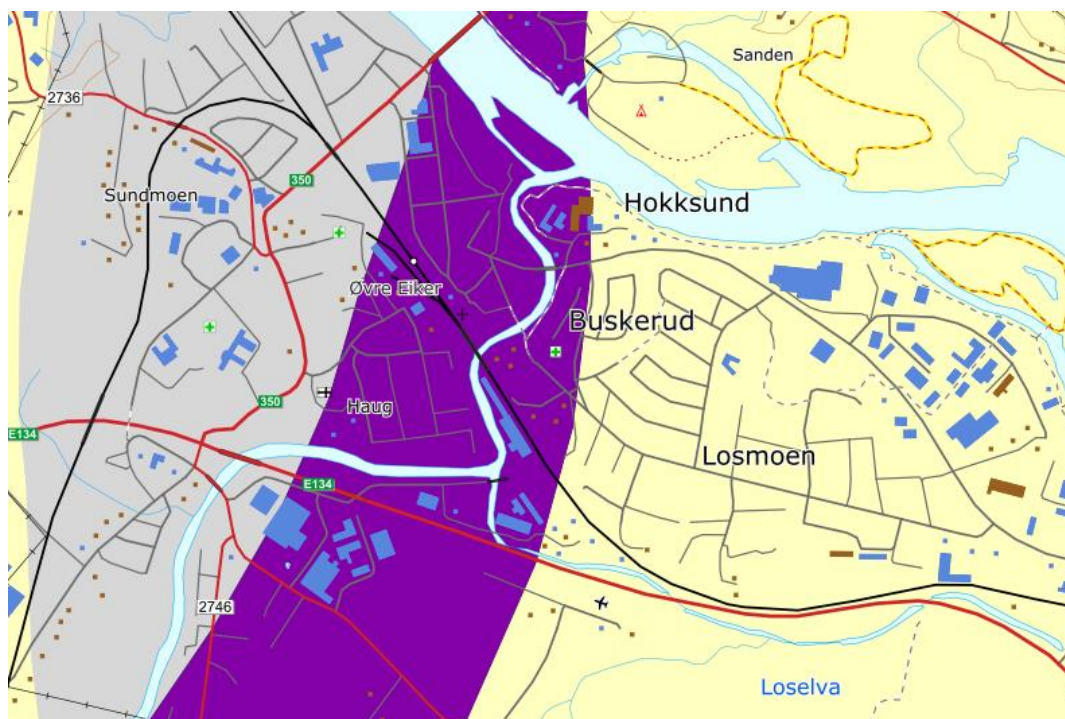 Sanden
2736
350
Sundmoen
Hokksund
Øvre Eiker
Buskerud
350
Haug
E134
Losmoen
E134
2746
Loselva